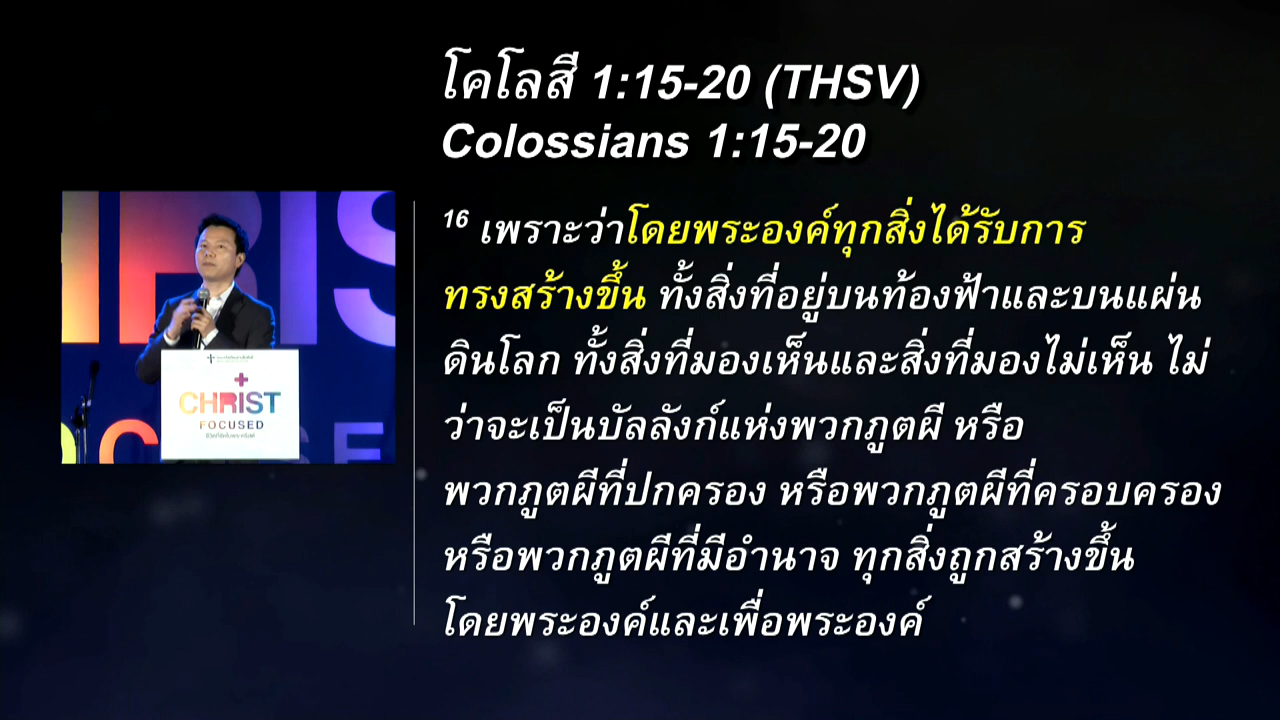 โคโลสี 1:15-20 (THSV)
Colossians 1:15-20
16 เพราะว่าโดยพระองค์ทุกสิ่งได้รับการ
ทรงสร้างขึ้น ทั้งสิ่งที่อยู่บนท้องฟ้าและบนแผ่น
ดินโลก ทั้งสิ่งที่มองเห็นและสิ่งที่มองไม่เห็น ไม่
ว่าจะเป็นบัลลังก์แห่งพวกภูตผี หรือ
พวกภูตผีที่ปกครอง หรือพวกภูตผีที่ครอบครอง
หรือพวกภูตผีที่มีอำนาจ ทุกสิ่งถูกสร้างขึ้น
โดยพระองค์และเพื่อพระองค์
CHRIST
FOCUSED